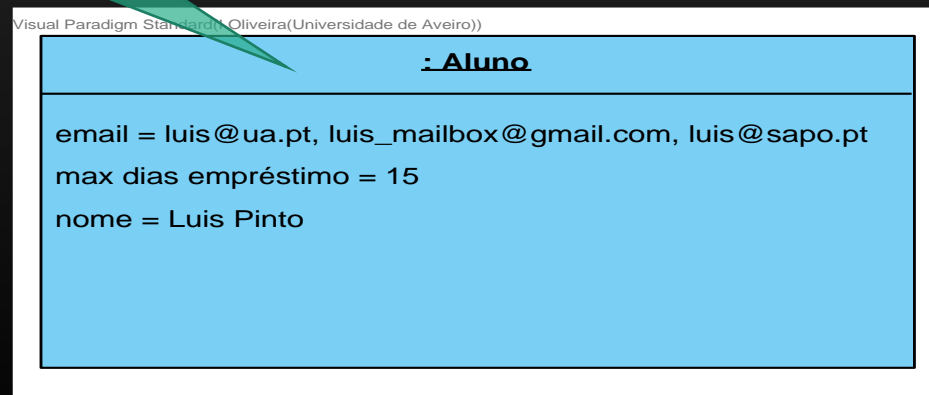 Visual Paradigm Standard(I Oliveira(Universidade de Aveiro))
: Aluno
email = luis@ua.pt, luis_mailbox@gmail.com, luis@sapo.pt
max dias empréstimo = 15
nome = Luis Pinto